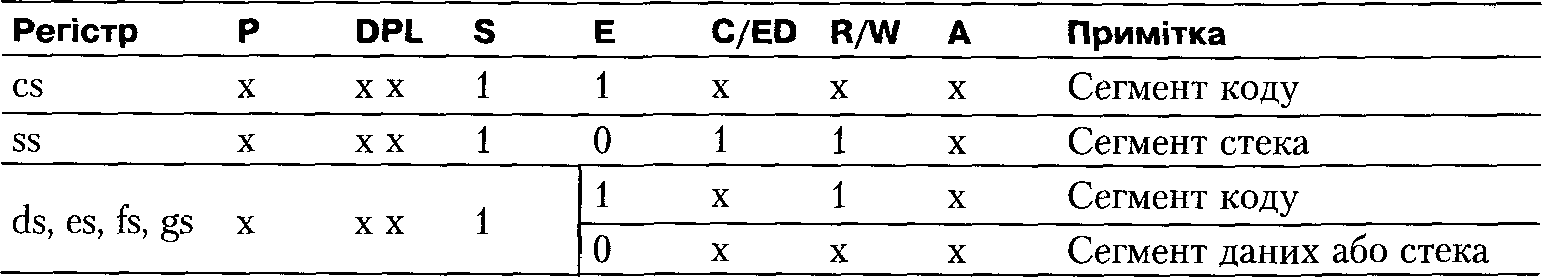 Регістр P DPL S E C/ED R/W A Примітка
cs x x x 1 1 x x x Сегмент коду
ss x x x 1 0 1 1 x Сегмент стека
ds, es, fs, gs x x x 1
1 x 1 x Сегмент коду
0 x x x Сегмент даних або стека